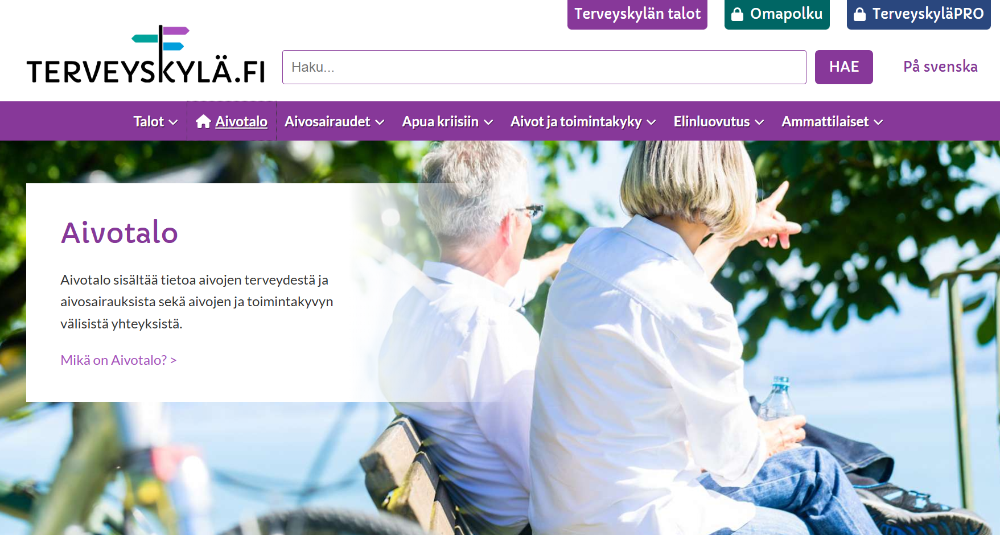 Terveyskylän talot
Omapolku
TerveyskyläPRO
TERVEYSKYLÄ.FI
Haku...
HAE
På svenska
Talot
Aivotalo
Aivosairaudet
Apua kriisiin
Aivot ja toimintakyky
Elinluovutus
Ammattilaiset
Aivotalo
Aivotalo sisältää tietoa aivojen terveydestä ja
aivosairauksista sekä aivojen ja toimintakyvyn
välisistä yhteyksistä.
Mikä on Aivotalo? >